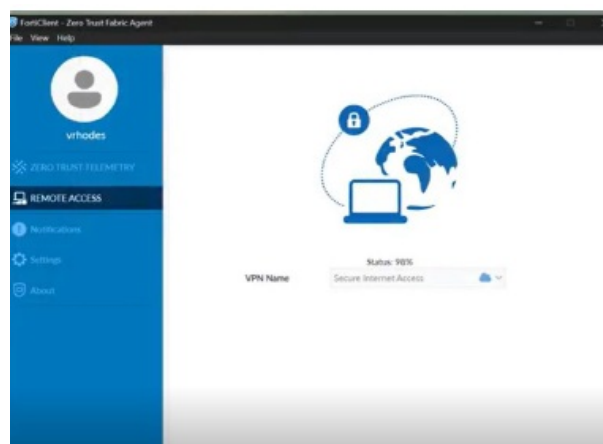 FortiClient - Zero Trust Fabric Agent
File View Help
vrhodes
ZERO TRUST TELEMETRY
REMOTE ACCESS
Notifications
Settings
About
Status: 98%
VPN Name
Secure Internet Access